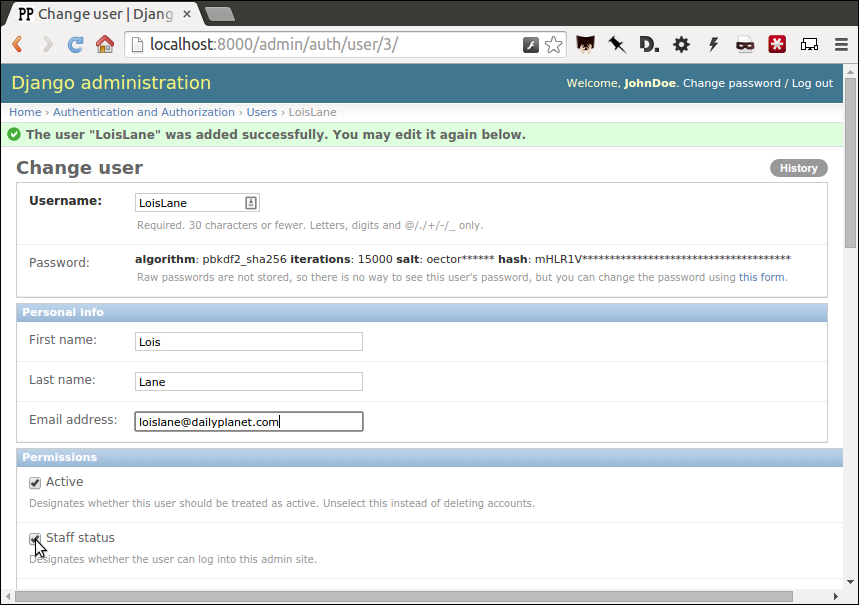 PP Change user | Djang
localhost:8000/admin/auth/user/3/
D.
Django administration
Welcome, JohnDoe. Change password / Log out
Home › Authentication and Authorization › Users › LoisLane
The user "LoisLane" was added successfully. You may edit it again below.
Change user
History
Username: LoisLane
Required. 30 characters or fewer. Letters, digits and @/./+/-/_ only.
Password: algorithm: pbkdf2_sha256 iterations: 15000 salt: oector****** hash: mHLR1V**************************************
Raw passwords are not stored, so there is no way to see this user's password, but you can change the password using this form.
Personal info
First name: Lois
Last name: Lane
Email address: loislane@dailyplanet.com
Permissions
Active
Designates whether this user should be treated as active. Unselect this instead of deleting accounts.
Staff status
Designates whether the user can log into this admin site.